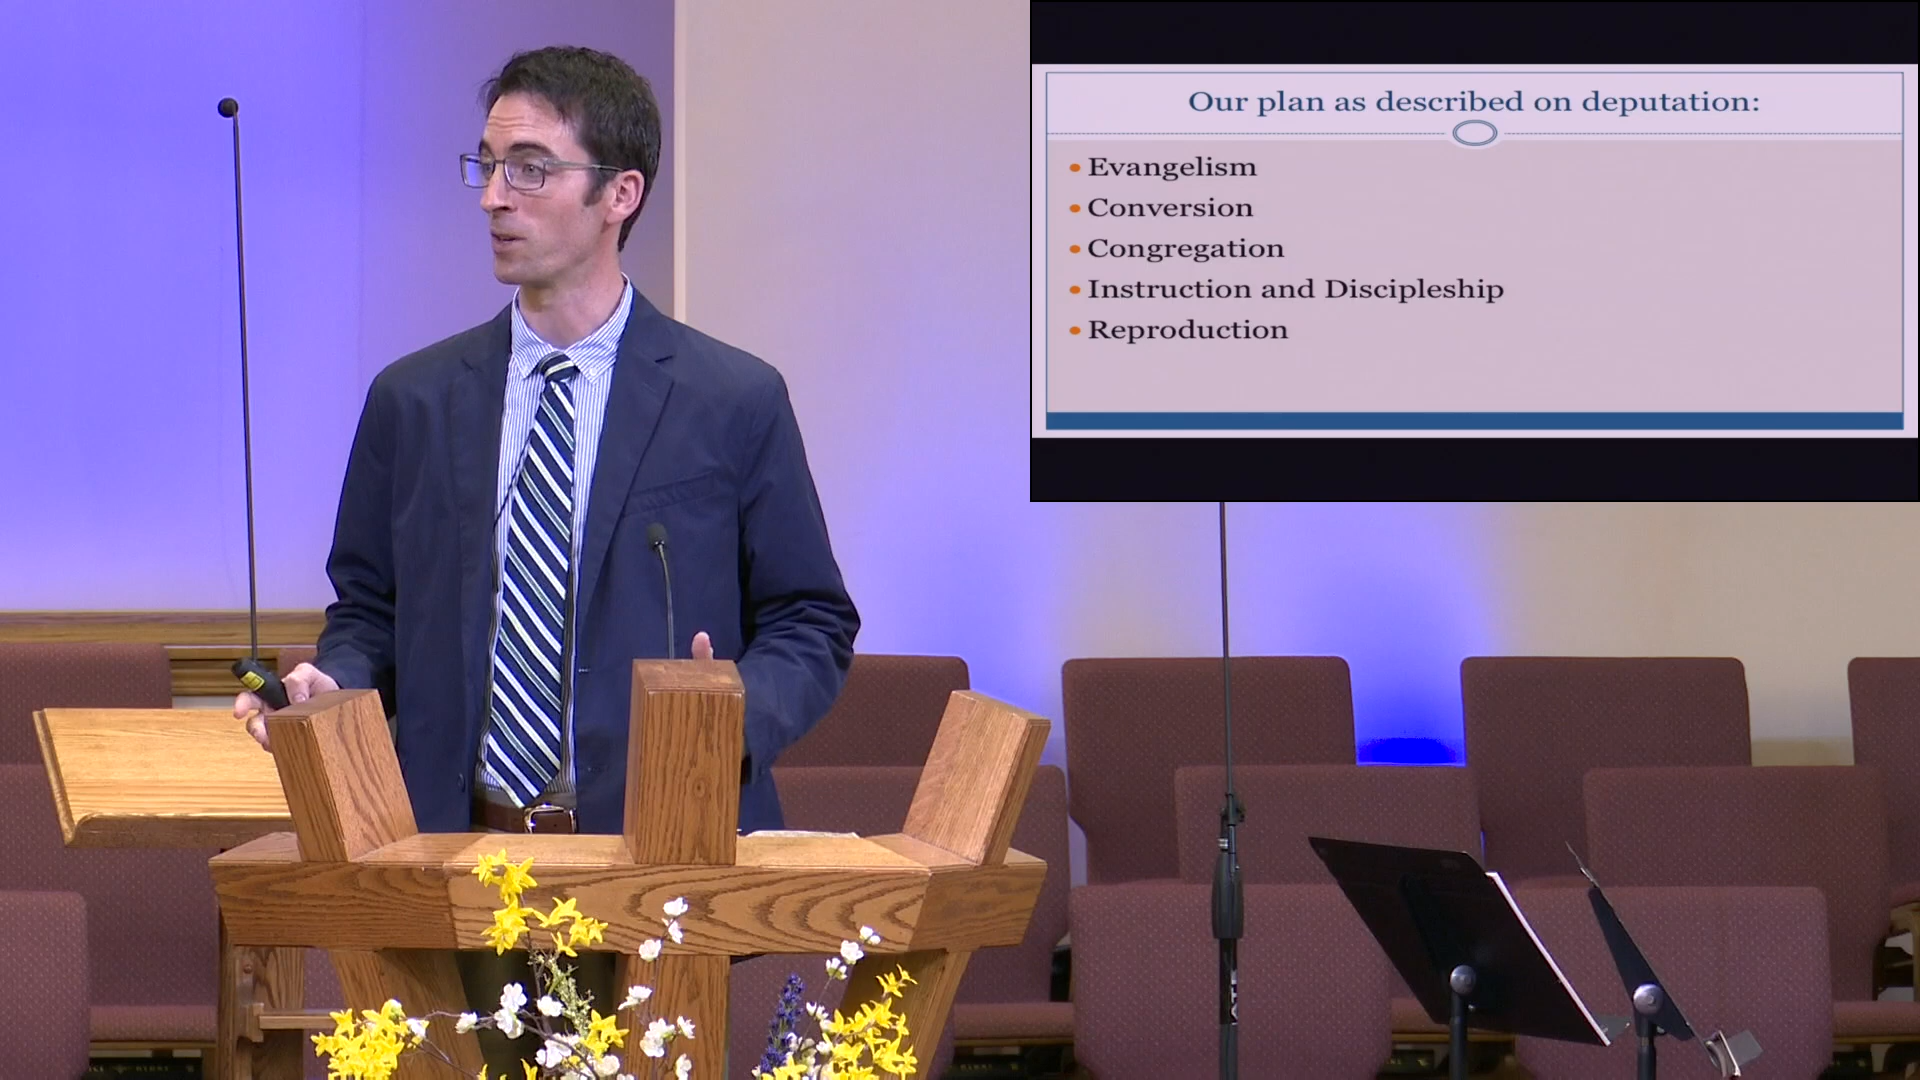 Our plan as described on deputation:
Evangelism
Conversion
Congregation
Instruction and Discipleship
Reproduction